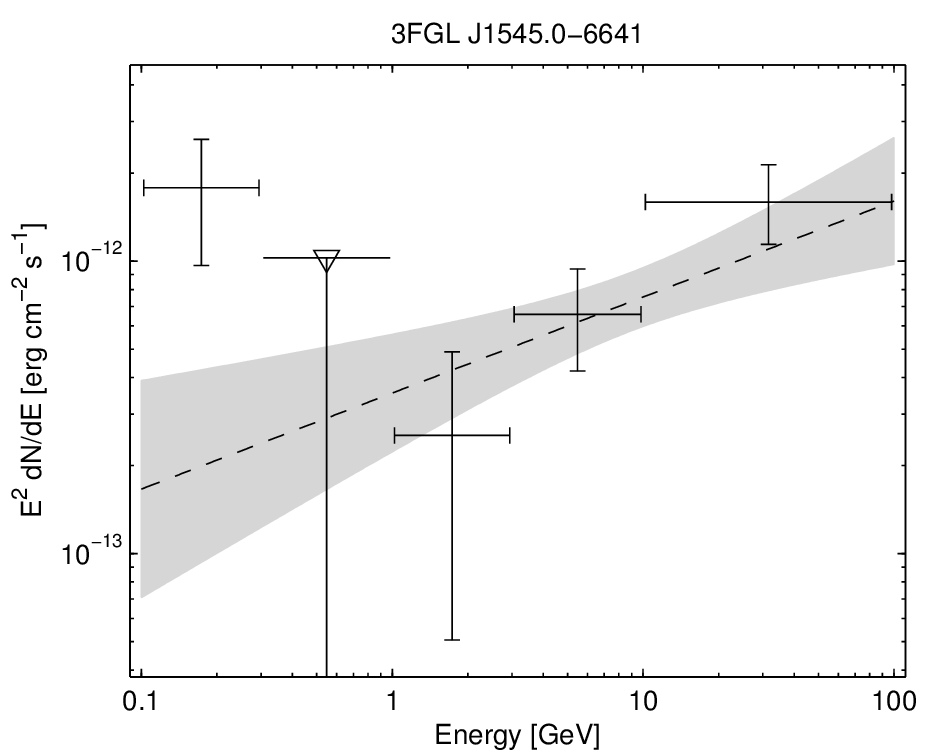 3FGL J1545.0−6641
E² dN/dE [erg cm⁻² s⁻¹]
10⁻¹²
10⁻¹³
0.1 1 10 100
Energy [GeV]